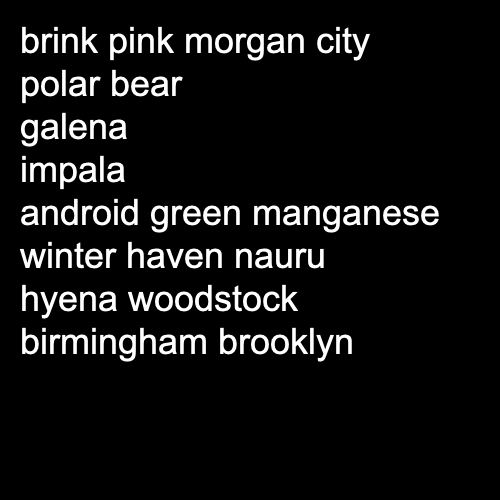 brink pink morgan city
polar bear
galena
impala
android green manganese
winter haven nauru
hyena woodstock
birmingham brooklyn